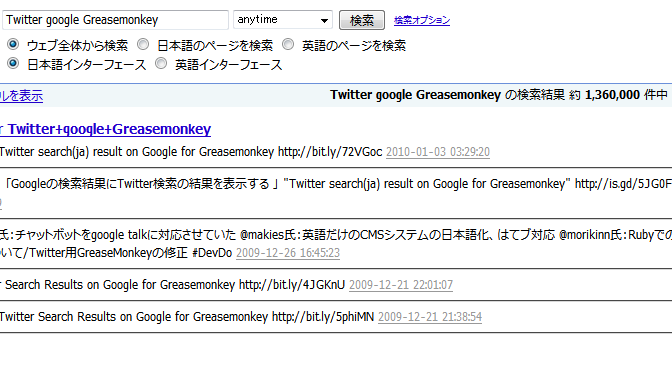 Twitter google Greasemonkey anytime 検索 検索オプション
ウェブ全体から検索 日本語のページを検索 英語のページを検索
日本語インターフェース 英語インターフェース
ルを表示 Twitter google Greasemonkey の検索結果 約 1,360,000 件中
r Twitter+google+Greasemonkey
Twitter search(ja) result on Google for Greasemonkey http://bit.ly/72VGoc 2010-01-03 03:29:20
「Googleの検索結果にTwitter検索の結果を表示する 」 "Twitter search(ja) result on Google for Greasemonkey" http://is.gd/5JG0F
9
氏:チャットボットをgoogle talkに対応させていた @makies氏:英語だけのCMSシステムの日本語化、はてブ対応 @morikinn氏:Rubyでの
ついて/Twitter用GreaseMonkeyの修正 #DevDo 2009-12-26 16:45:23
r Search Results on Google for Greasemonkey http://bit.ly/4JGKnU 2009-12-21 22:01:07
Twitter Search Results on Google for Greasemonkey http://bit.ly/5phiMN 2009-12-21 21:38:54